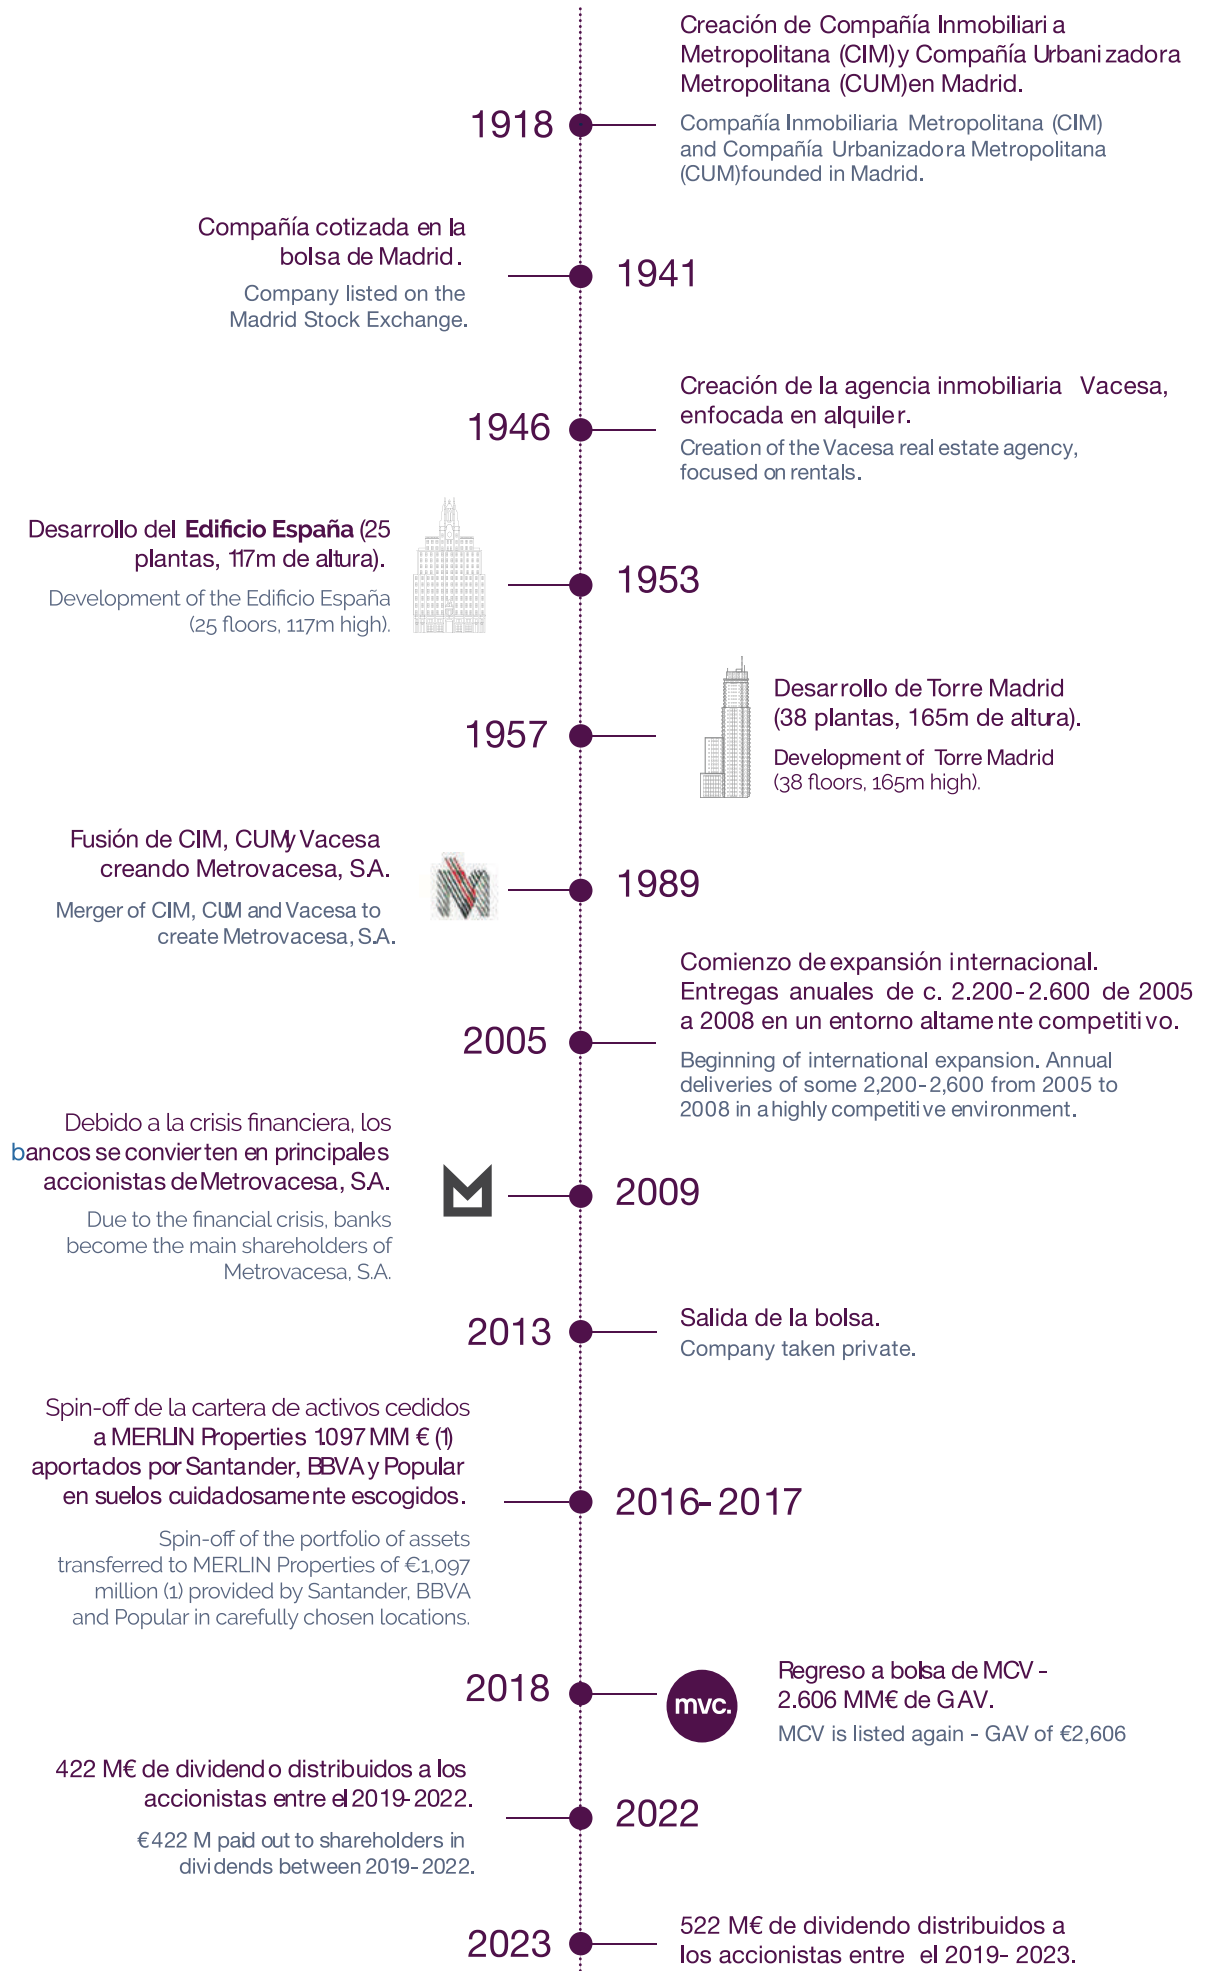 Creación de Compañía Inmobiliaria
Metropolitana (CIM) y Compañía Urbanizadora
Metropolitana (CUM) en Madrid.
1918
Compañía Inmobiliaria Metropolitana (CIM)
and Compañía Urbanizadora Metropolitana
(CUM) founded in Madrid.
Compañía cotizada en la
bolsa de Madrid.
1941
Company listed on the
Madrid Stock Exchange.
Creación de la agencia inmobiliaria Vacesa,
enfocada en alquiler.
1946
Creation of the Vacesa real estate agency,
focused on rentals.
Desarrollo del Edificio España (25
plantas, 117m de altura).
1953
Development of the Edificio España
(25 floors, 117m high).
Desarrollo de Torre Madrid
(38 plantas, 165m de altura).
1957
Development of Torre Madrid
(38 floors, 165m high).
Fusión de CIM, CUM y Vacesa
creando Metrovacesa, S.A.
1989
Merger of CIM, CUM and Vacesa to
create Metrovacesa, S.A.
Comienzo de expansión internacional.
Entregas anuales de c. 2.200-2.600 de 2005
a 2008 en un entorno altamente competitivo.
2005
Beginning of international expansion. Annual
deliveries of some 2,200-2,600 from 2005 to
2008 in a highly competitive environment.
Debido a la crisis financiera, los
bancos se convierten en principales
accionistas de Metrovacesa, S.A.
2009
Due to the financial crisis, banks
become the main shareholders of
Metrovacesa, S.A.
2013
Salida de la bolsa.
Company taken private.
Spin-off de la cartera de activos cedidos
a MERLIN Properties 1.097 MM € (1)
aportados por Santander, BBVA y Popular
en suelos cuidadosamente escogidos.
2016-2017
Spin-off of the portfolio of assets
transferred to MERLIN Properties of €1,097
million (1) provided by Santander, BBVA
and Popular in carefully chosen locations.
2018
mvc.
Regreso a bolsa de MCV -
2.606 MM€ de GAV.
MCV is listed again - GAV of €2,606
422 M€ de dividendo distribuidos a los
accionistas entre el 2019-2022.
2022
€422 M paid out to shareholders in
dividends between 2019-2022.
2023
522 M€ de dividendo distribuidos a
los accionistas entre el 2019-2023.